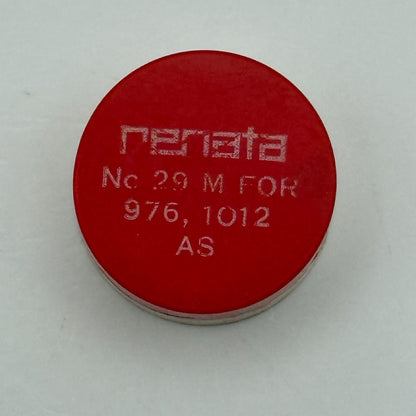 renata
No 29 M FOR
976, 1012
AS